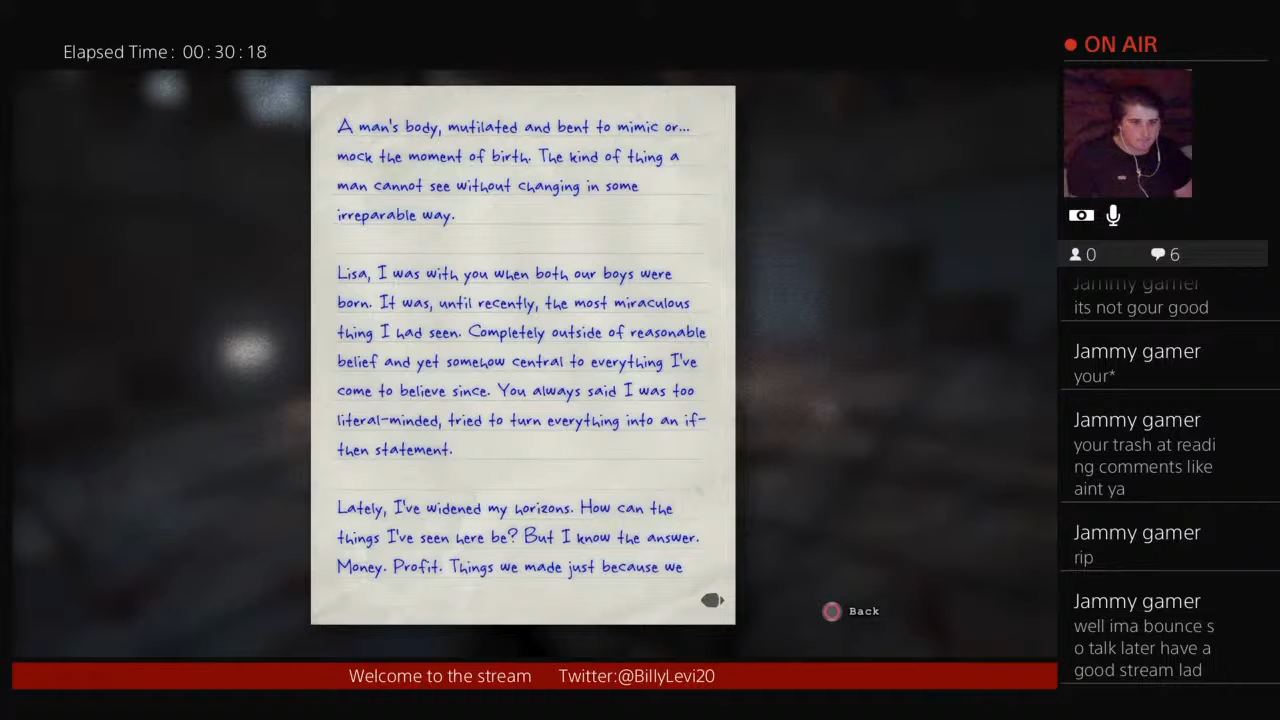 Elapsed Time: 00:30:18
A man's body, mutilated and bent to mimic or...
mock the moment of birth. The kind of thing a
man cannot see without changing in some
irreparable way.
Lisa, I was with you when both our boys were
born. It was, until recently, the most miraculous
thing I had seen. Completely outside of reasonable
belief and yet somehow central to everything I've
come to believe since. You always said I was too
literal-minded, tried to turn everything into an if-
then statement.
Lately, I've widened my horizons. How can the
things I've seen here be? But I know the answer.
Money. Profit. Things we made just because we
Back
Welcome to the stream Twitter:@BillyLevi20
ON AIR
0 6
Jammy gamer
its not gour good
Jammy gamer
your*
Jammy gamer
your trash at readi
ng comments like
aint ya
Jammy gamer
rip
Jammy gamer
well ima bounce s
o talk later have a
good stream lad